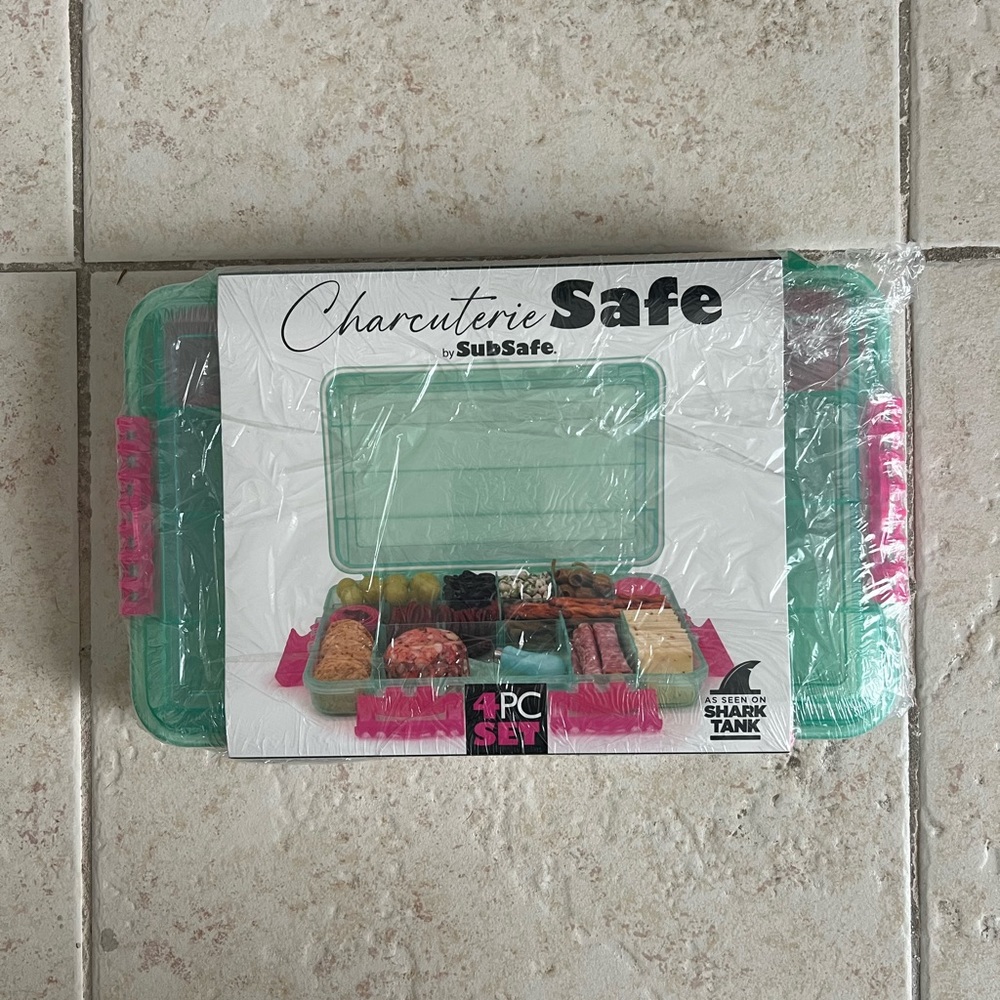 Charcuterie Safe
by SubSafe.
4PC
SET
AS SEEN ON
SHARK
TANK